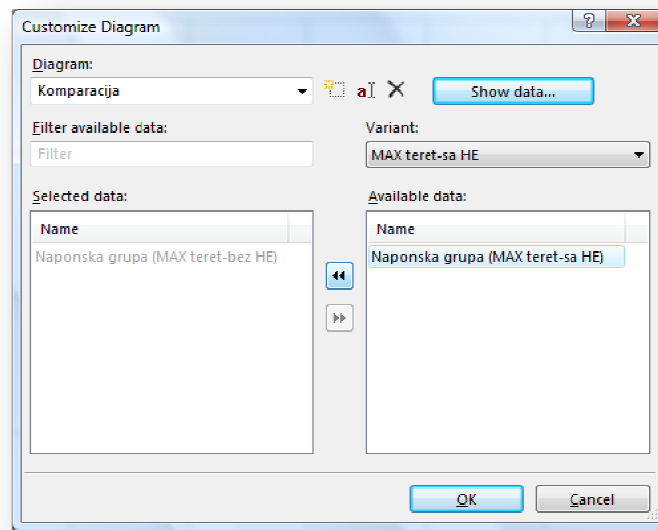 Customize Diagram
Diagram:
Komparacija
Show data...
Filter available data:
Variant:
Filter
MAX teret-sa HE
Selected data:
Available data:
Name
Name
Naponska grupa (MAX teret-bez HE)
Naponska grupa (MAX teret-sa HE)
OK
Cancel